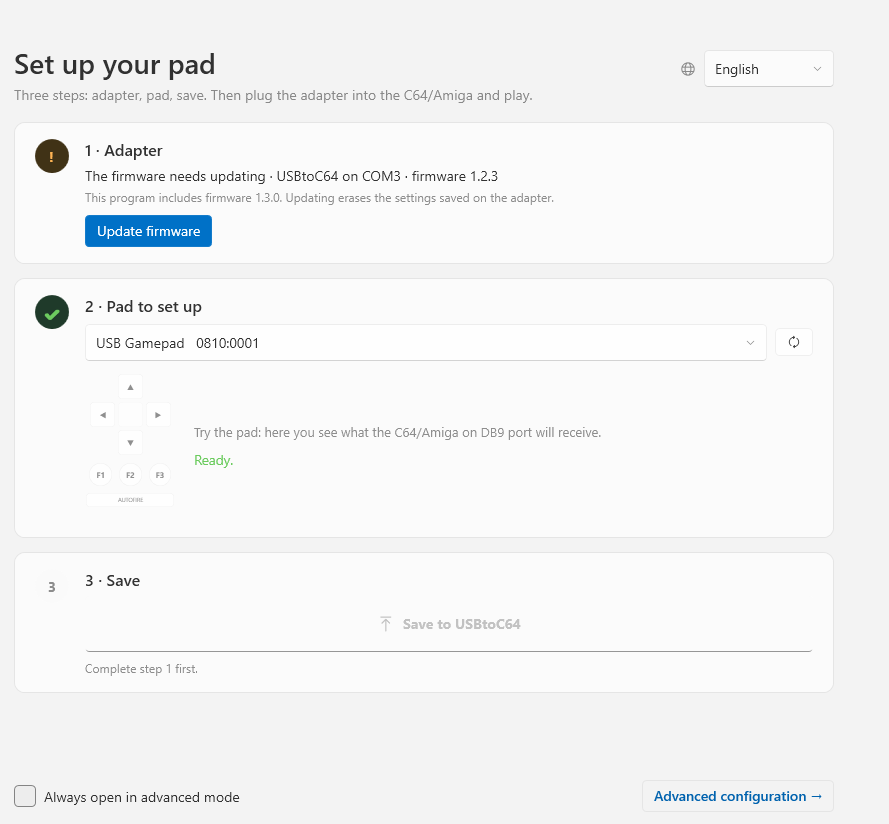 Set up your pad
English
Three steps: adapter, pad, save. Then plug the adapter into the C64/Amiga and play.
!
1 · Adapter
The firmware needs updating · USBtoC64 on COM3 · firmware 1.2.3
This program includes firmware 1.3.0. Updating erases the settings saved on the adapter.
Update firmware
2 · Pad to set up
USB Gamepad 0810:0001
Try the pad: here you see what the C64/Amiga on DB9 port will receive.
Ready.
F1 F2 F3
AUTOFIRE
3
3 · Save
Save to USBtoC64
Complete step 1 first.
Always open in advanced mode
Advanced configuration →